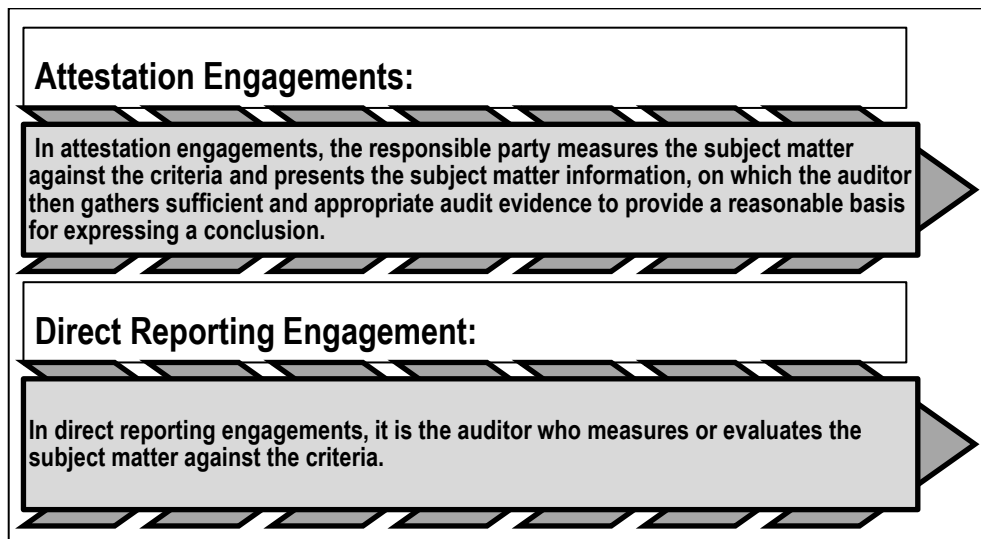 Attestation Engagements:
In attestation engagements, the responsible party measures the subject matter
against the criteria and presents the subject matter information, on which the auditor
then gathers sufficient and appropriate audit evidence to provide a reasonable basis
for expressing a conclusion.
Direct Reporting Engagement:
In direct reporting engagements, it is the auditor who measures or evaluates the
subject matter against the criteria.